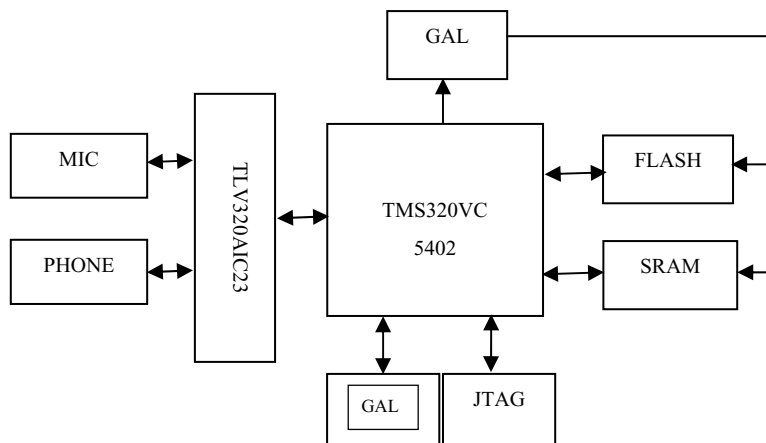 GAL
MIC
PHONE
TLV320AIC23
TMS320VC
5402
FLASH
SRAM
GAL
JTAG